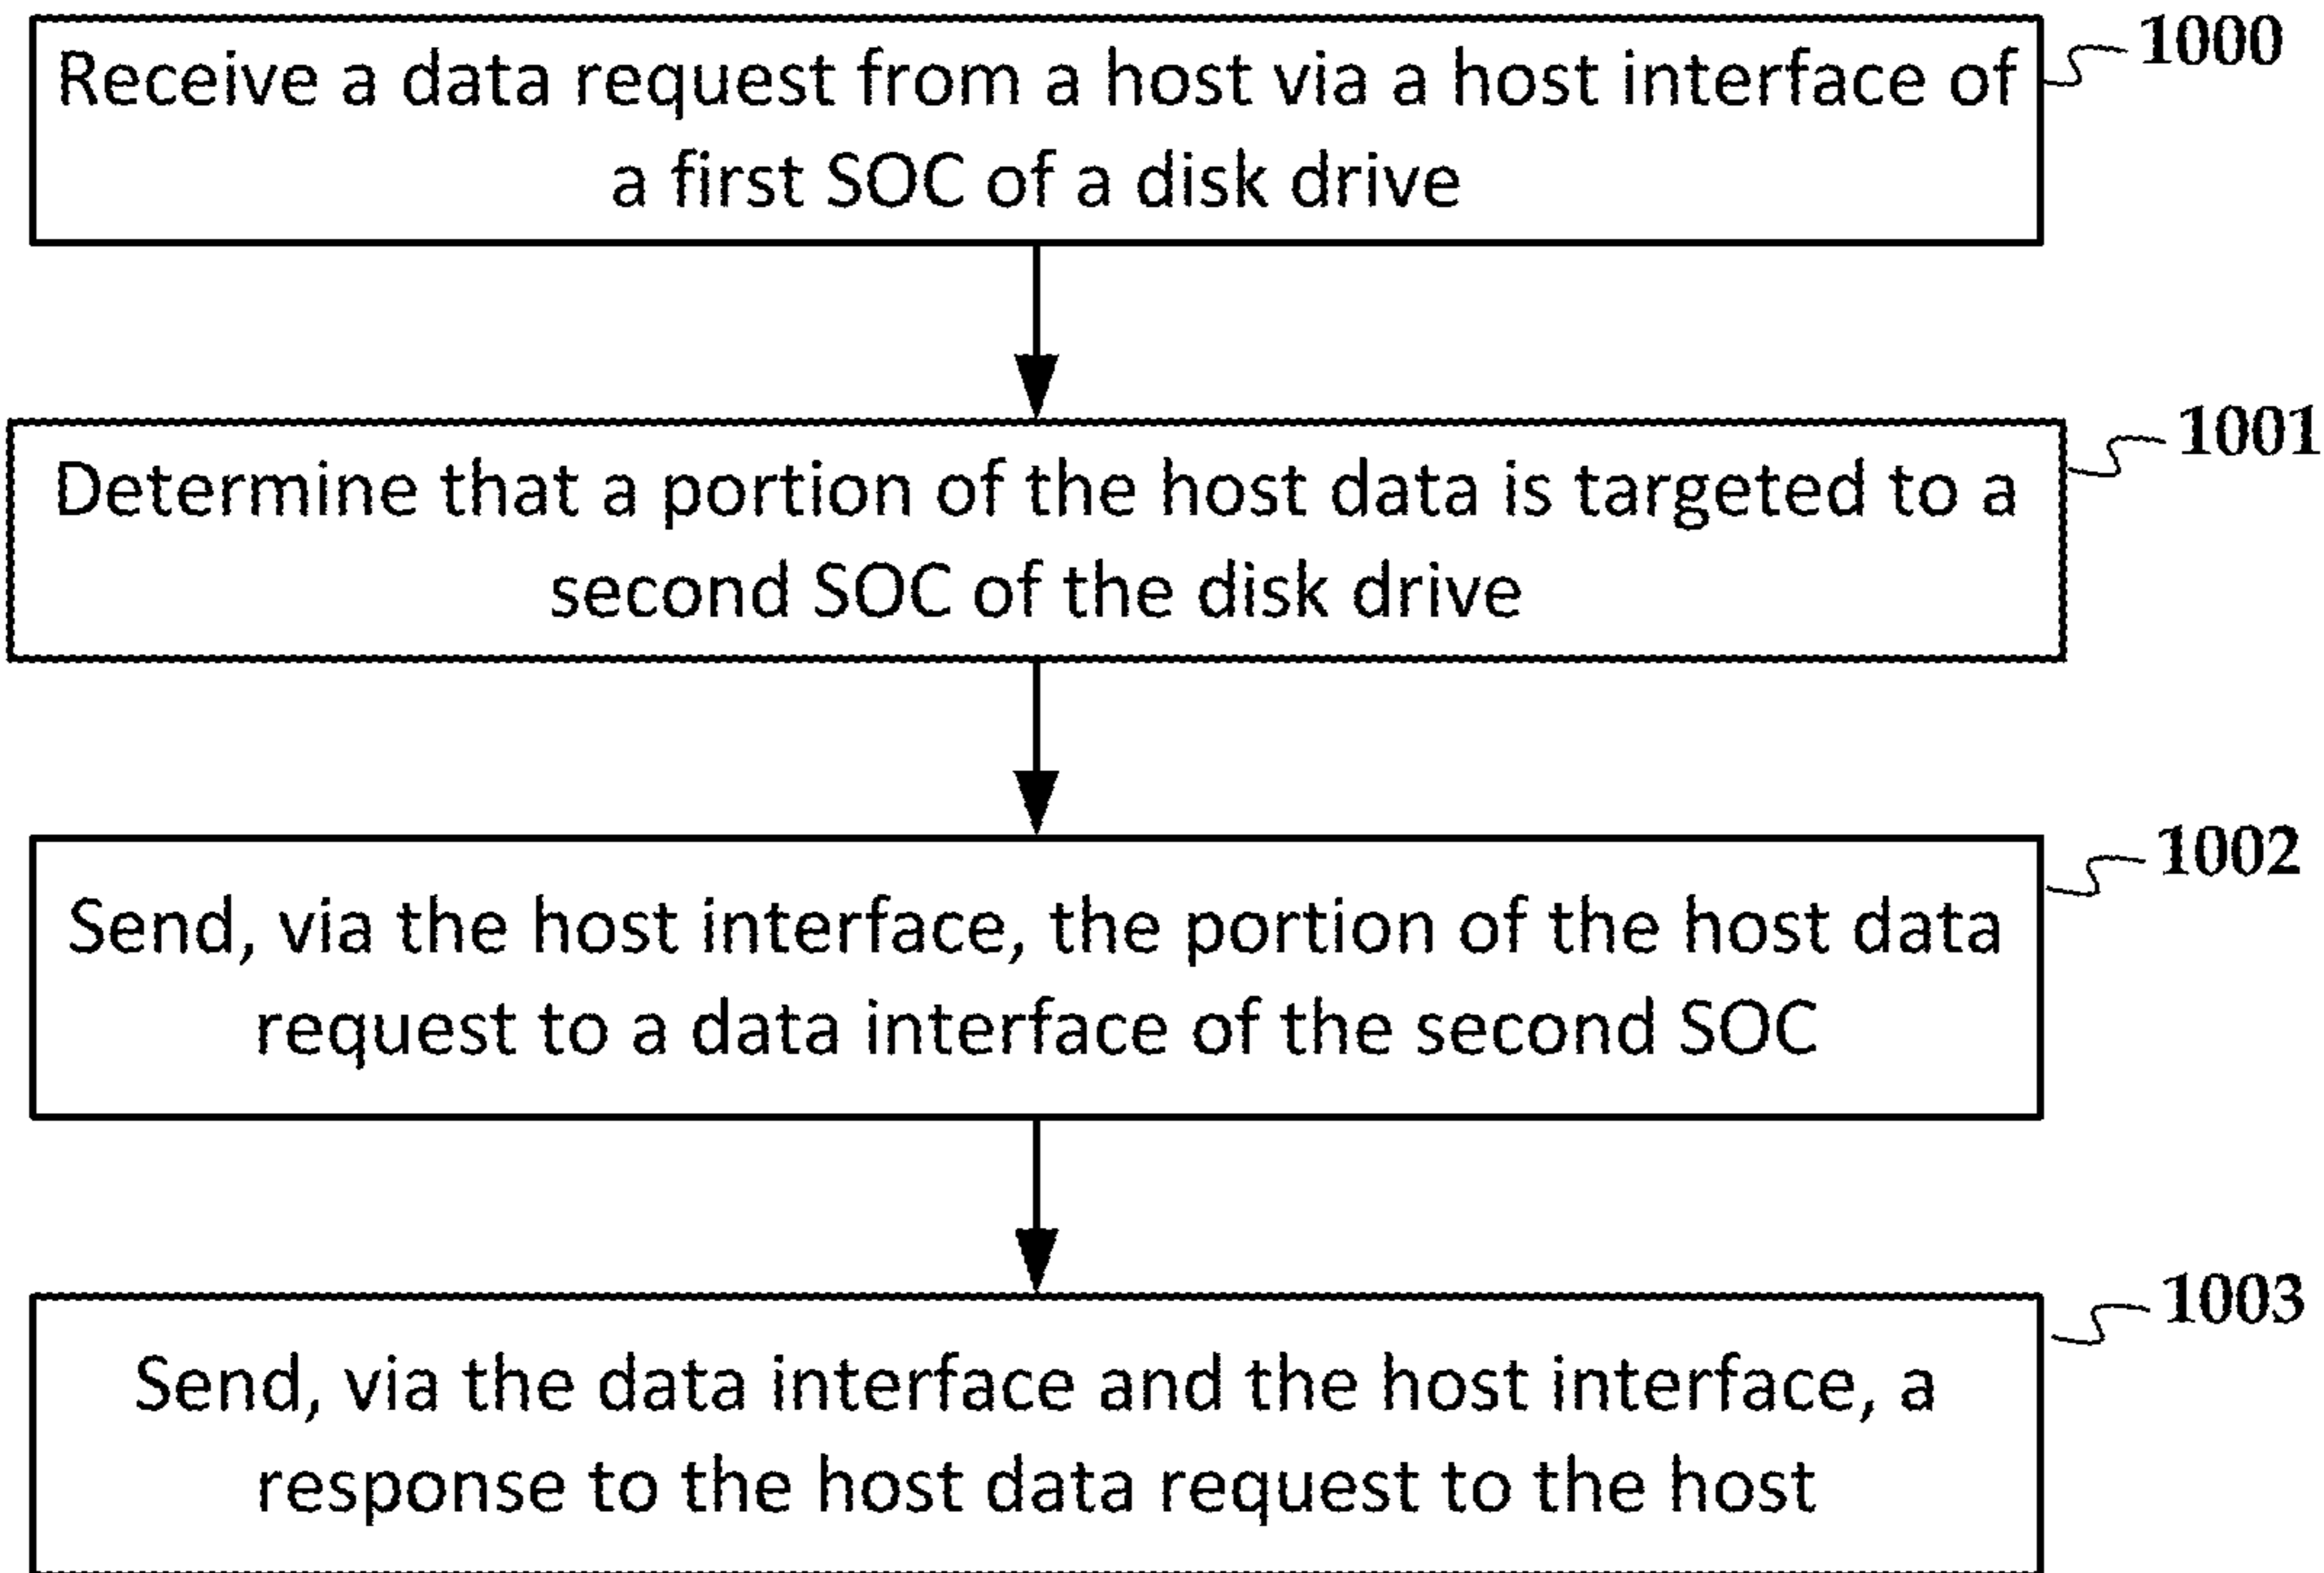 Receive a data request from a host via a host interface of
a first SOC of a disk drive
1000
Determine that a portion of the host data is targeted to a
second SOC of the disk drive
1001
Send, via the host interface, the portion of the host data
request to a data interface of the second SOC
1002
Send, via the data interface and the host interface, a
response to the host data request to the host
1003